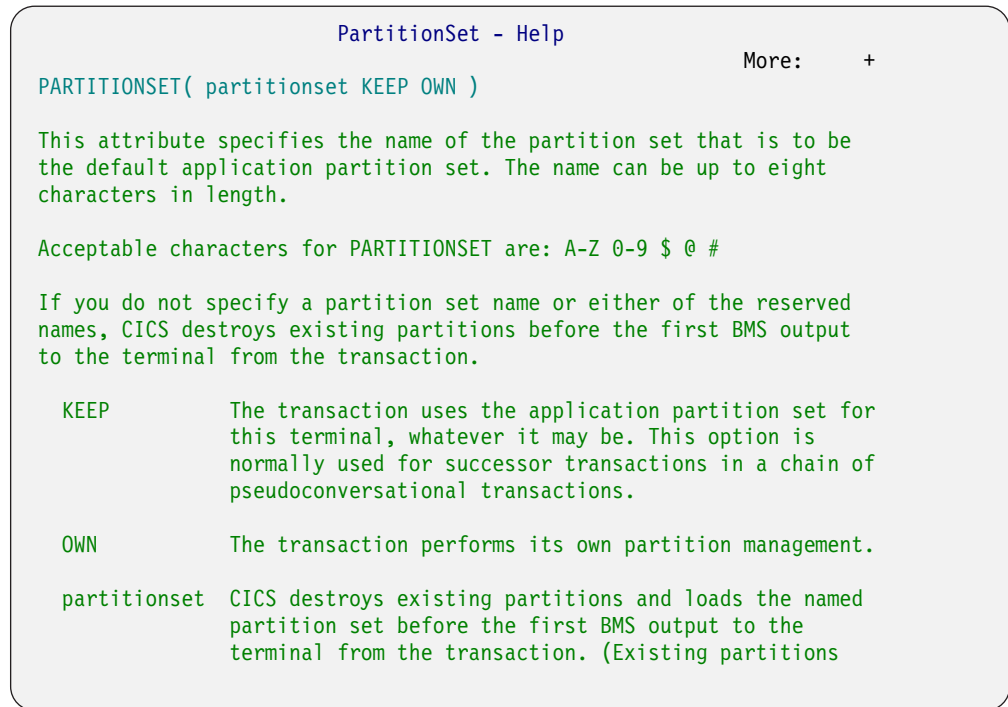 PartitionSet - Help
More: +
PARTITIONSET( partitionset KEEP OWN )
This attribute specifies the name of the partition set that is to be
the default application partition set. The name can be up to eight
characters in length.
Acceptable characters for PARTITIONSET are: A-Z 0-9 $ @ #
If you do not specify a partition set name or either of the reserved
names, CICS destroys existing partitions before the first BMS output
to the terminal from the transaction.
KEEP The transaction uses the application partition set for
this terminal, whatever it may be. This option is
normally used for successor transactions in a chain of
pseudoconversational transactions.
OWN The transaction performs its own partition management.
partitionset CICS destroys existing partitions and loads the named
partition set before the first BMS output to the
terminal from the transaction. (Existing partitions